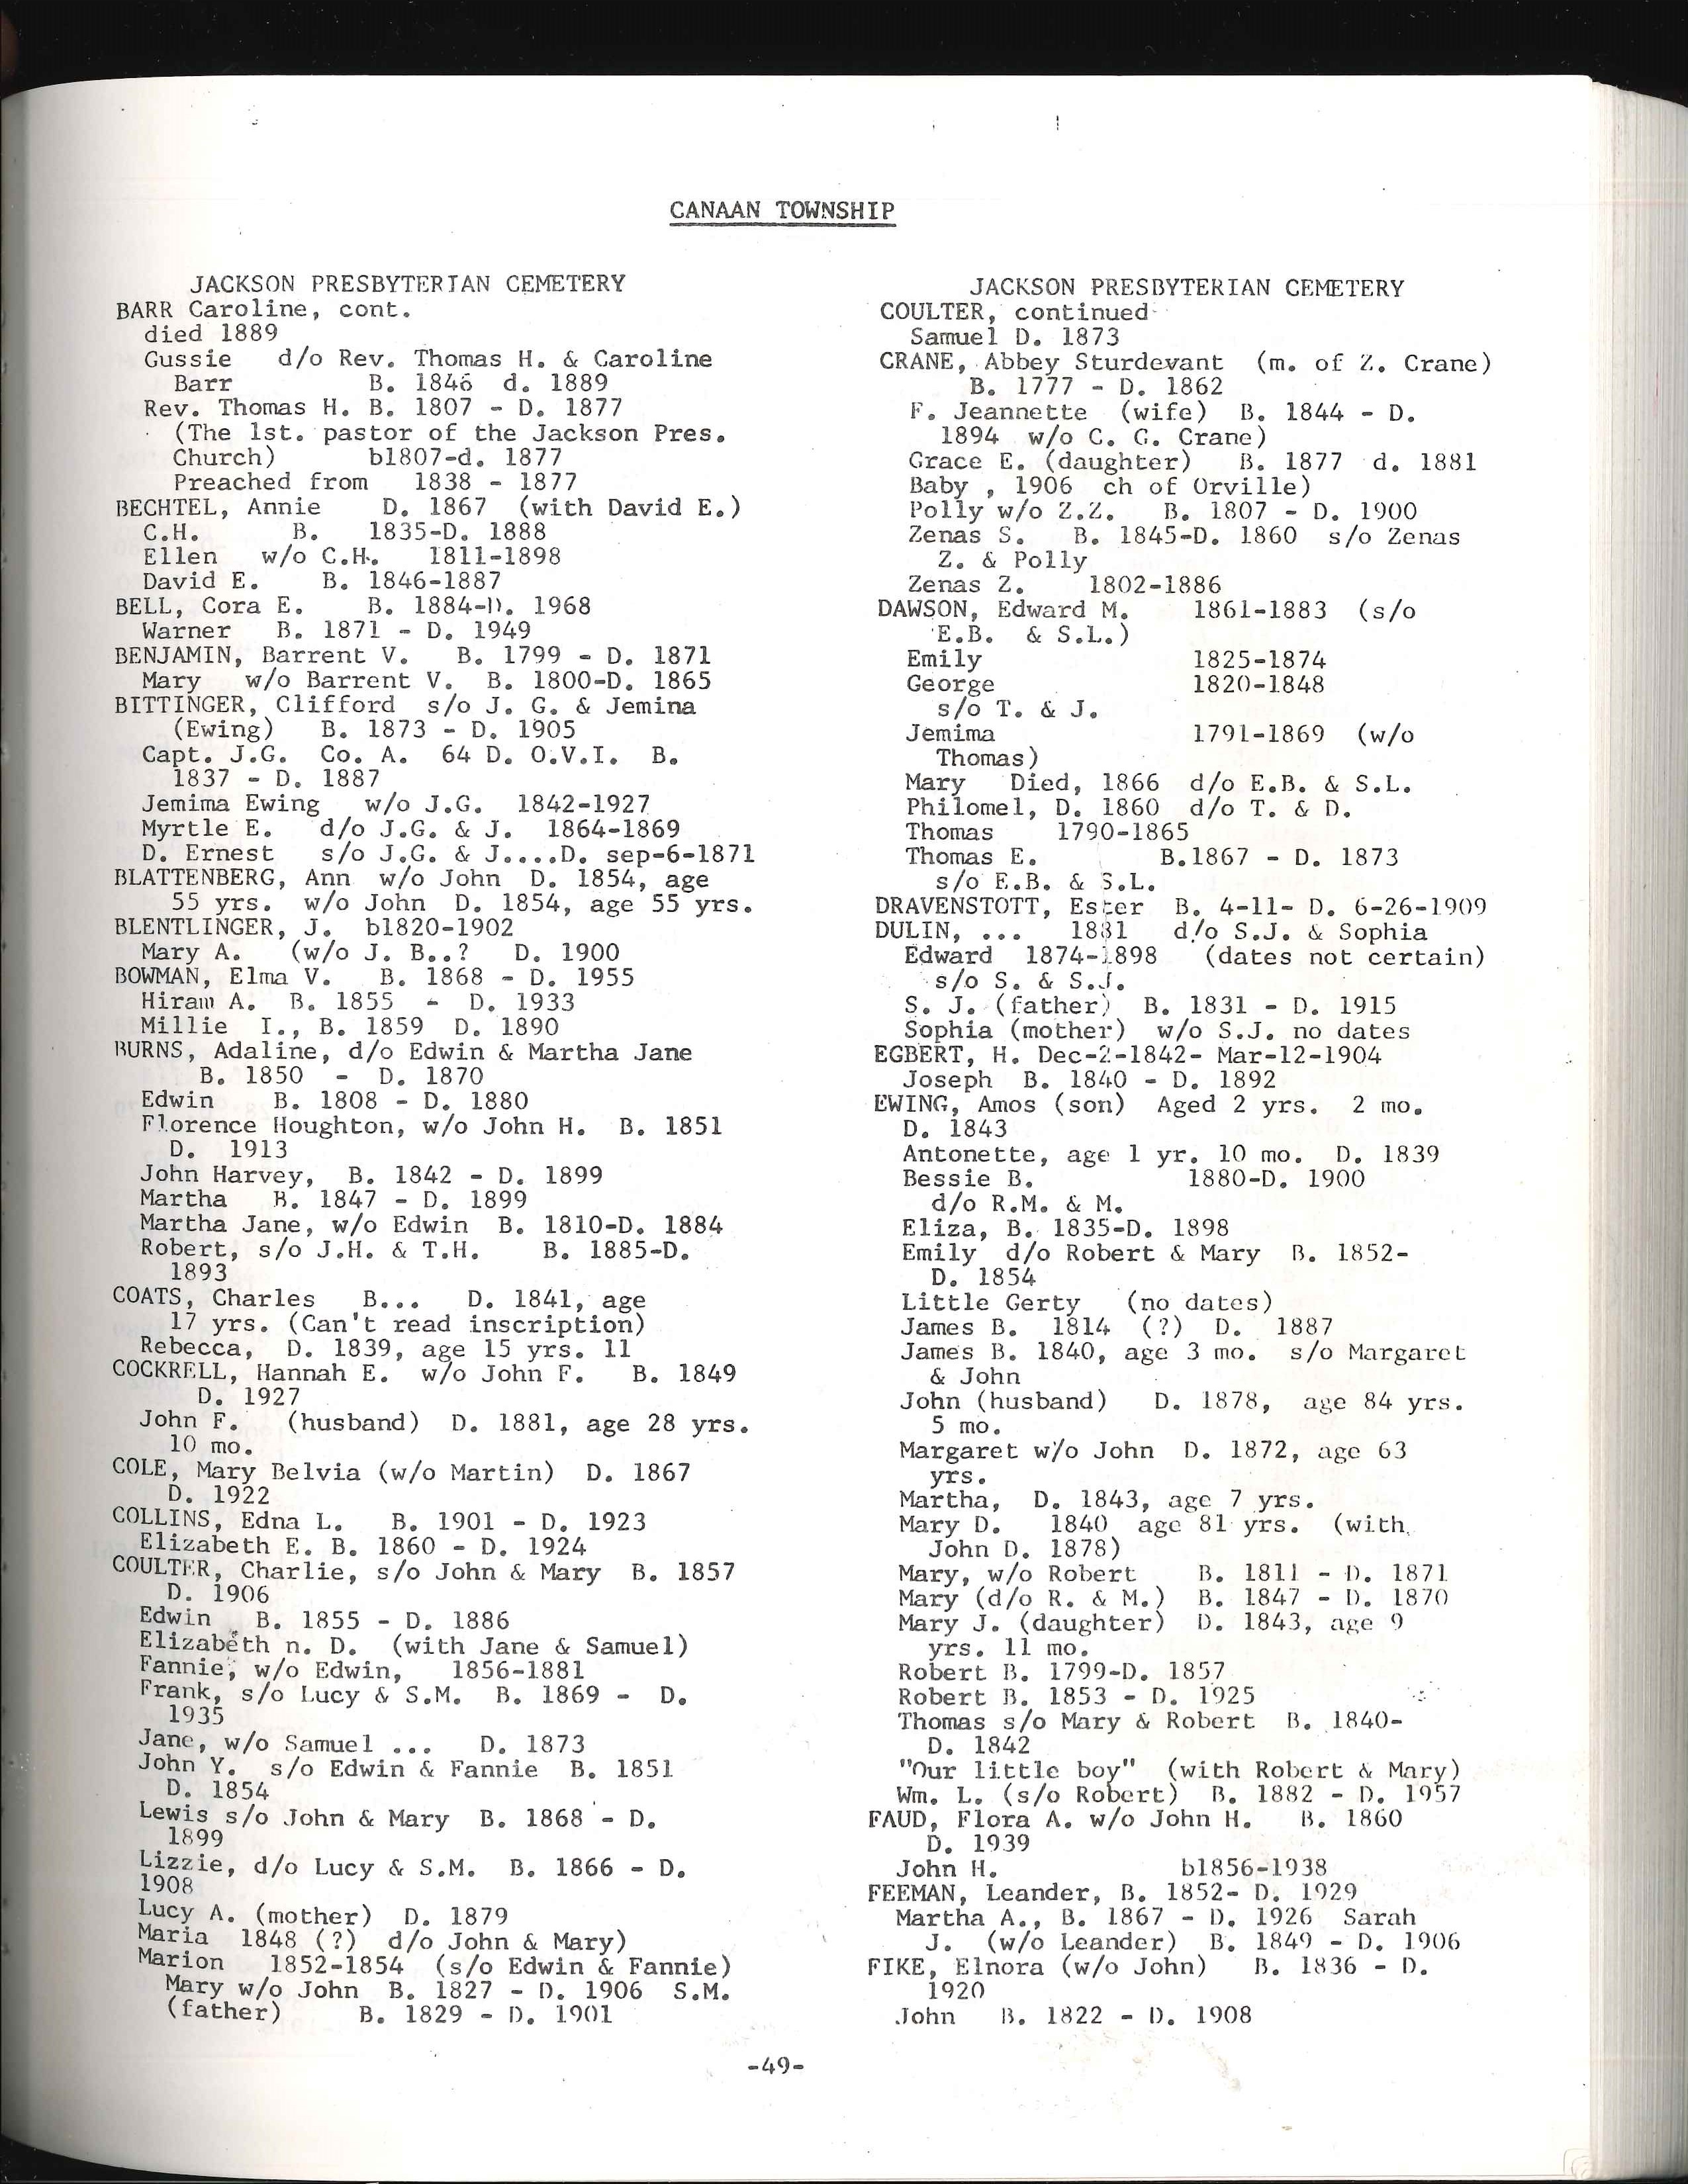 CANAAN TOWNSHIP
JACKSON PRESBYTERIAN CEMETERY
BARR Caroline, cont.
died 1889
Gussie d/o Rev. Thomas H. & Caroline
Barr B. 1846 d. 1889
Rev. Thomas H. B. 1807 - D. 1877
(The 1st. pastor of the Jackson Pres.
Church) b1807-d. 1877
Preached from 1838 - 1877
BECHTEL, Annie D. 1867 (with David E.)
C.H. B. 1835-D. 1888
Ellen w/o C.H. 1811-1898
David E. B. 1846-1887
BELL, Cora E. B. 1884-D. 1968
Warner B. 1871 - D. 1949
BENJAMIN, Barrent V. B. 1799 - D. 1871
Mary w/o Barrent V. B. 1800-D. 1865
BITTINGER, Clifford s/o J. G. & Jemina
(Ewing) B. 1873 - D. 1905
Capt. J.G. Co. A. 64 D. O.V.I. B.
1837 - D. 1887
Jemima Ewing w/o J.G. 1842-1927
Myrtle E. d/o J.G. & J. 1864-1869
D. Ernest s/o J.G. & J....D. sep-6-1871
BLATTENBERG, Ann w/o John D. 1854, age
55 yrs. w/o John D. 1854, age 55 yrs.
BLENTLINGER, J. b1820-1902
Mary A. (w/o J. B..? D. 1900
BOWMAN, Elma V. B. 1868 - D. 1955
Hiram A. B. 1855 - D. 1933
Millie I., B. 1859 D. 1890
BURNS, Adaline, d/o Edwin & Martha Jane
B. 1850 - D. 1870
Edwin B. 1808 - D. 1880
Florence Houghton, w/o John H. B. 1851
D. 1913
John Harvey, B. 1842 - D. 1899
Martha B. 1847 - D. 1899
Martha Jane, w/o Edwin B. 1810-D. 1884
Robert, s/o J.H. & T.H. B. 1885-D.
1893
COATS, Charles B... D. 1841, age
17 yrs. (Can't read inscription)
Rebecca, D. 1839, age 15 yrs. 11
COCKRELL, Hannah E. w/o John F. B. 1849
D. 1927
John F. (husband) D. 1881, age 28 yrs.
10 mo.
COLE, Mary Belvia (w/o Martin) D. 1867
D. 1922
COLLINS, Edna L. B. 1901 - D. 1923
Elizabeth E. B. 1860 - D. 1924
COULTER, Charlie, s/o John & Mary B. 1857
D. 1906
Edwin B. 1855 - D. 1886
Elizabeth n. D. (with Jane & Samuel)
Fannie, w/o Edwin, 1856-1881
Frank, s/o Lucy & S.M. B. 1869 - D.
1935
Jane, w/o Samuel ... D. 1873
John Y. s/o Edwin & Fannie B. 1851
D. 1854
Lewis s/o John & Mary B. 1868 - D.
1899
Lizzie, d/o Lucy & S.M. B. 1866 - D.
1908
Lucy A. (mother) D. 1879
Maria 1848 (?) d/o John & Mary)
Marion 1852-1854 (s/o Edwin & Fannie)
Mary w/o John B. 1827 - D. 1906 S.M.
(father) B. 1829 - D. 1901
JACKSON PRESBYTERIAN CEMETERY
COULTER, continued
Samuel D. 1873
CRANE, Abbey Sturdevant (m. of Z. Crane)
B. 1777 - D. 1862
F. Jeannette (wife) B. 1844 - D.
1894 w/o C. G. Crane)
Grace E. (daughter) B. 1877 d. 1881
Baby , 1906 ch of Orville)
Polly w/o Z.Z. B. 1807 - D. 1900
Zenas S. B. 1845-D. 1860 s/o Zenas
Z. & Polly
Zenas Z. 1802-1886
DAWSON, Edward M. 1861-1883 (s/o
E.B. & S.L.)
Emily 1825-1874
George 1820-1848
s/o T. & J.
Jemima 1791-1869 (w/o
Thomas)
Mary Died, 1866 d/o E.B. & S.L.
Philomel, D. 1860 d/o T. & D.
Thomas 1790-1865
Thomas E. B.1867 - D. 1873
s/o E.B. & S.L.
DRAVENSTOTT, Ester B. 4-11- D. 6-26-1909
DULIN, ... 1881 d/o S.J. & Sophia
Edward 1874-1898 (dates not certain)
s/o S. & S.J.
S. J. (father) B. 1831 - D. 1915
Sophia (mother) w/o S.J. no dates
EGBERT, H. Dec-2-1842- Mar-12-1904
Joseph B. 1840 - D. 1892
EWING, Amos (son) Aged 2 yrs. 2 mo.
D. 1843
Antonette, age 1 yr. 10 mo. D. 1839
Bessie B. 1880-D. 1900
d/o R.M. & M.
Eliza, B. 1835-D. 1898
Emily d/o Robert & Mary B. 1852-
D. 1854
Little Gerty (no dates)
James B. 1814 (?) D. 1887
James B. 1840, age 3 mo. s/o Margaret
& John
John (husband) D. 1878, age 84 yrs.
5 mo.
Margaret w/o John D. 1872, age 63
yrs.
Martha, D. 1843, age 7 yrs.
Mary D. 1840 age 81 yrs. (with
John D. 1878)
Mary, w/o Robert B. 1811 - D. 1871
Mary (d/o R. & M.) B. 1847 - D. 1870
Mary J. (daughter) D. 1843, age 9
yrs. 11 mo.
Robert B. 1799-D. 1857
Robert B. 1853 - D. 1925
Thomas s/o Mary & Robert B. 1840-
D. 1842
"Our little boy" (with Robert & Mary)
Wm. L. (s/o Robert) B. 1882 - D. 1957
FAUD, Flora A. w/o John H. B. 1860
D. 1939
John H. b1856-1938
FEEMAN, Leander, B. 1852- D. 1929
Martha A., B. 1867 - D. 1926 Sarah
J. (w/o Leander) B. 1849 - D. 1906
FIKE, Elnora (w/o John) B. 1836 - D.
1920
John B. 1822 - D. 1908
-49-